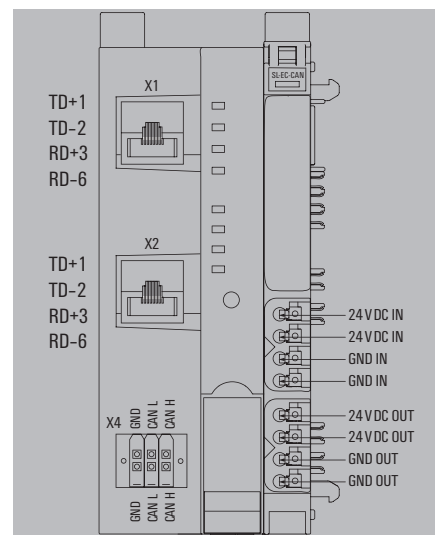 SL-EC-CAN
X1
TD+1
TD-2
RD+3
RD-6
X2
TD+1
TD-2
RD+3
RD-6
24 V DC IN
24 V DC IN
GND IN
GND IN
X4
GND
CAN L
CAN H
24 V DC OUT
24 V DC OUT
GND OUT
GND OUT
GND
CAN L
CAN H